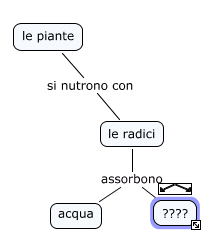 le piante
si nutrono con
le radici
assorbono
acqua
????